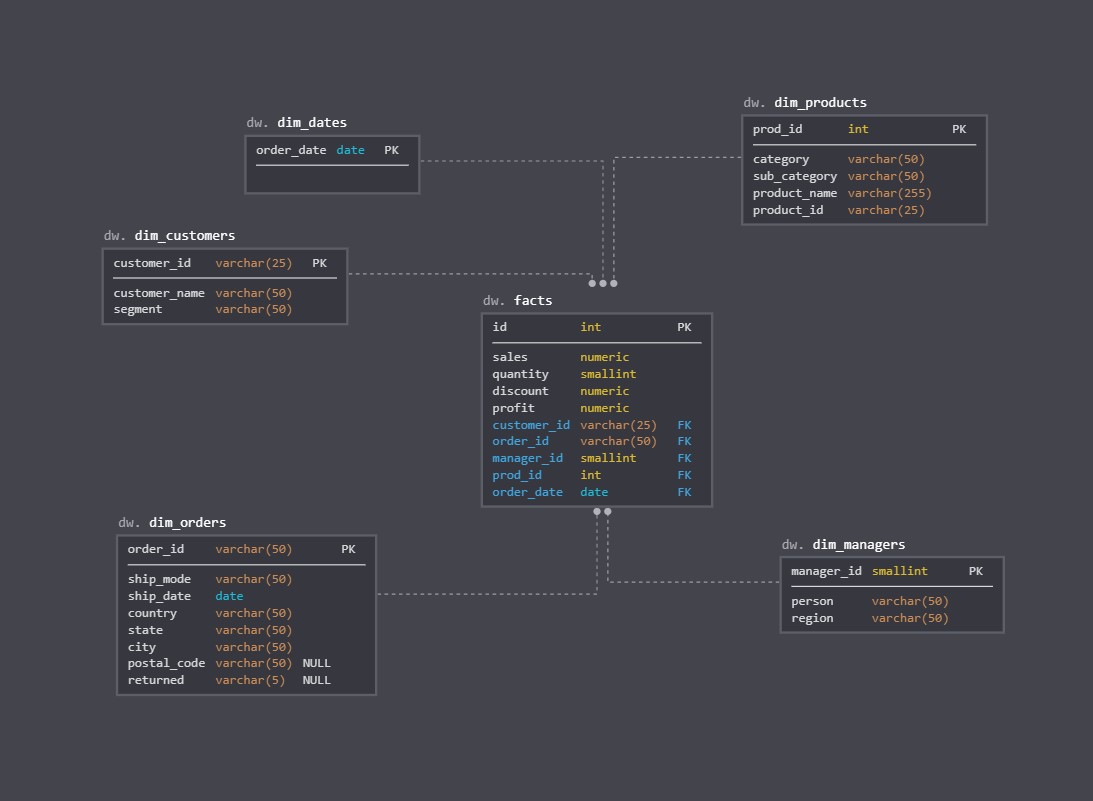 dw. dim_dates
order_date date PK
dw. dim_products
prod_id int PK
category varchar(50)
sub_category varchar(50)
product_name varchar(255)
product_id varchar(25)
dw. dim_customers
customer_id varchar(25) PK
customer_name varchar(50)
segment varchar(50)
dw. facts
id int PK
sales numeric
quantity smallint
discount numeric
profit numeric
customer_id varchar(25) FK
order_id varchar(50) FK
manager_id smallint FK
prod_id int FK
order_date date FK
dw. dim_orders
order_id varchar(50) PK
ship_mode varchar(50)
ship_date date
country varchar(50)
state varchar(50)
city varchar(50)
postal_code varchar(50) NULL
returned varchar(5) NULL
dw. dim_managers
manager_id smallint PK
person varchar(50)
region varchar(50)